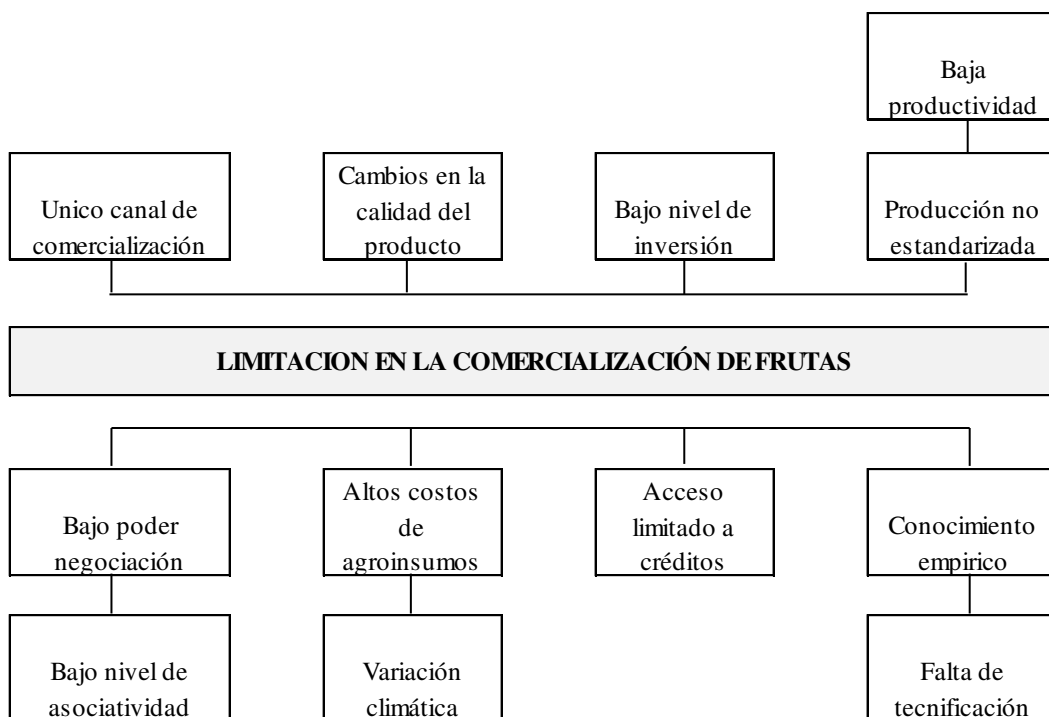 Baja
productividad
Unico canal de
comercialización
Cambios en la
calidad del
producto
Bajo nivel de
inversión
Producción no
estandarizada
LIMITACION EN LA COMERCIALIZACIÓN DE FRUTAS
Bajo poder
negociación
Altos costos
de
agroinsumos
Acceso
limitado a
créditos
Conocimiento
empirico
Bajo nivel de
asociatividad
Variación
climática
Falta de
tecnificación